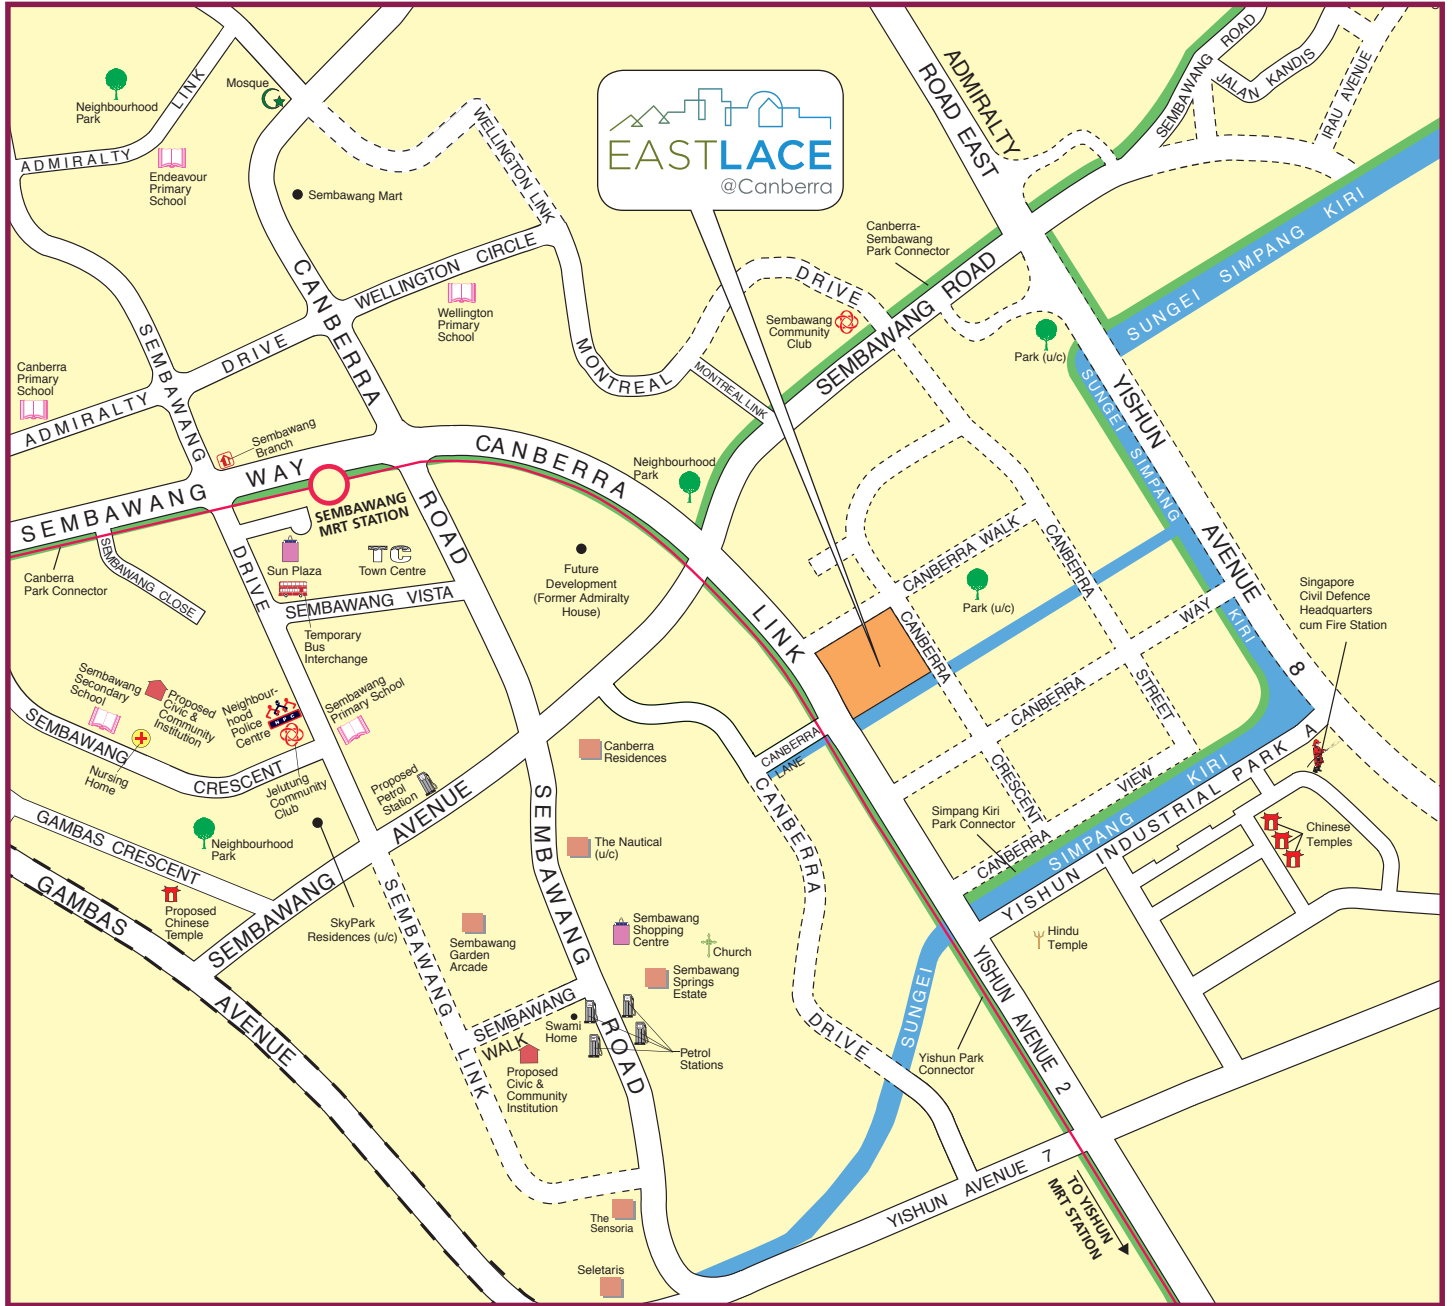 EASTLACE
@Canberra
ADMIRALTY
ROAD EAST
SEMBAWANG ROAD
JALAN KANDIS
IRAU AVENUE
Neighbourhood
Park
LINK
ADMIRALTY
Mosque
Endeavour
Primary
School
Sembawang Mart
WELLINGTON LINK
CANBERRA
WELLINGTON CIRCLE
Wellington
Primary
School
SEMBAWANG
DRIVE
ADMIRALTY
Canberra
Primary
School
Sembawang
Branch
MONTREAL
DRIVE
MONTREAL LINK
Canberra-
Sembawang
Park Connector
SEMBAWANG ROAD
Sembawang
Community
Club
Park (u/c)
SUNGEI SIMPANG KIRI
SUNGEI SIMPANG
KIRI
YISHUN
AVENUE
8
SEMBAWANG WAY
SEMBAWANG
MRT STATION
CANBERRA
LINK
ROAD
Neighbourhood
Park
Canberra
Park Connector
SEMBAWANG CLOSE
DRIVE
Sun Plaza
TC
Town Centre
SEMBAWANG VISTA
Temporary
Bus
Interchange
Future
Development
(Former Admiralty
House)
CANBERRA WALK
CANBERRA
STREET
Park (u/c)
CANBERRA
CRESCENT
CANBERRA
WAY
Singapore
Civil Defence
Headquarters
cum Fire Station
Sembawang
Secondary
School
Proposed
Civic &
Community
Institution
Neighbour-
hood
Police
Centre
NPC
Sembawang
Primary School
SEMBAWANG
CRESCENT
Nursing
Home
Jelutung
Community
Club
Proposed
Petrol
Station
SEMBAWANG
AVENUE
Canberra
Residences
CANBERRA
LANE
CANBERRA
DRIVE
Simpang Kiri
Park Connector
CANBERRA
VIEW
SIMPANG
KIRI
YISHUN INDUSTRIAL PARK A
Chinese
Temples
GAMBAS CRESCENT
Neighbourhood
Park
GAMBAS
AVENUE
Proposed
Chinese
Temple
SkyPark
Residences (u/c)
SEMBAWANG
LINK
SEMBAWANG
ROAD
The Nautical
(u/c)
Sembawang
Garden
Arcade
Sembawang
Shopping
Centre
Church
Sembawang
Springs
Estate
Hindu
Temple
SEMBAWANG
WALK
Swami
Home
Petrol
Stations
Proposed
Civic &
Community
Institution
SUNGEI
YISHUN AVENUE 2
Yishun Park
Connector
YISHUN AVENUE 7
TO YISHUN
MRT STATION
The
Sensoria
Seletaris